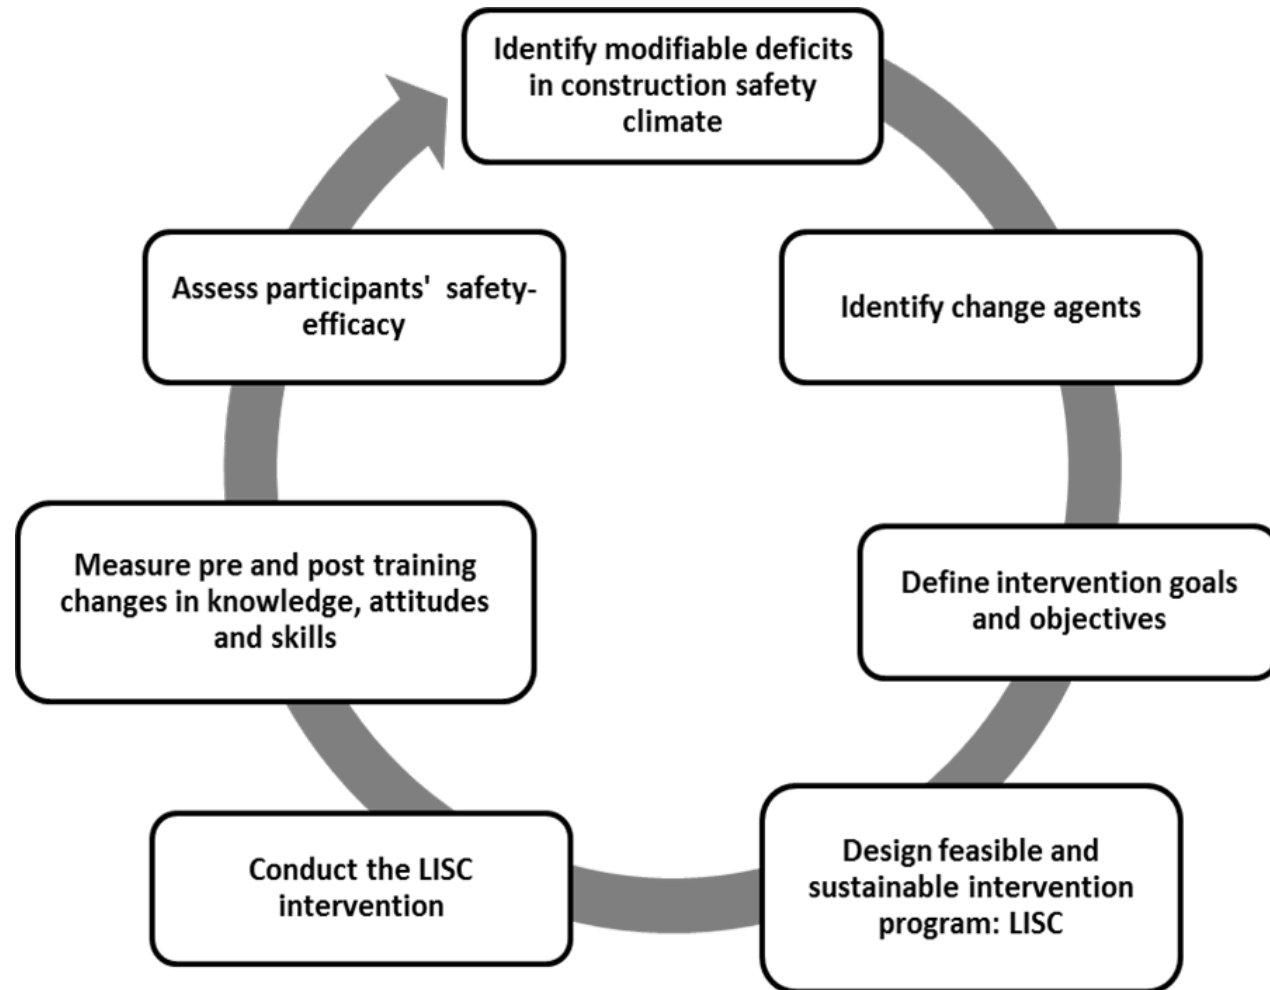 Identify modifiable deficits
in construction safety
climate
Identify change agents
Define intervention goals
and objectives
Design feasible and
sustainable intervention
program: LISC
Conduct the LISC
intervention
Measure pre and post training
changes in knowledge, attitudes
and skills
Assess participants'  safety-
efficacy